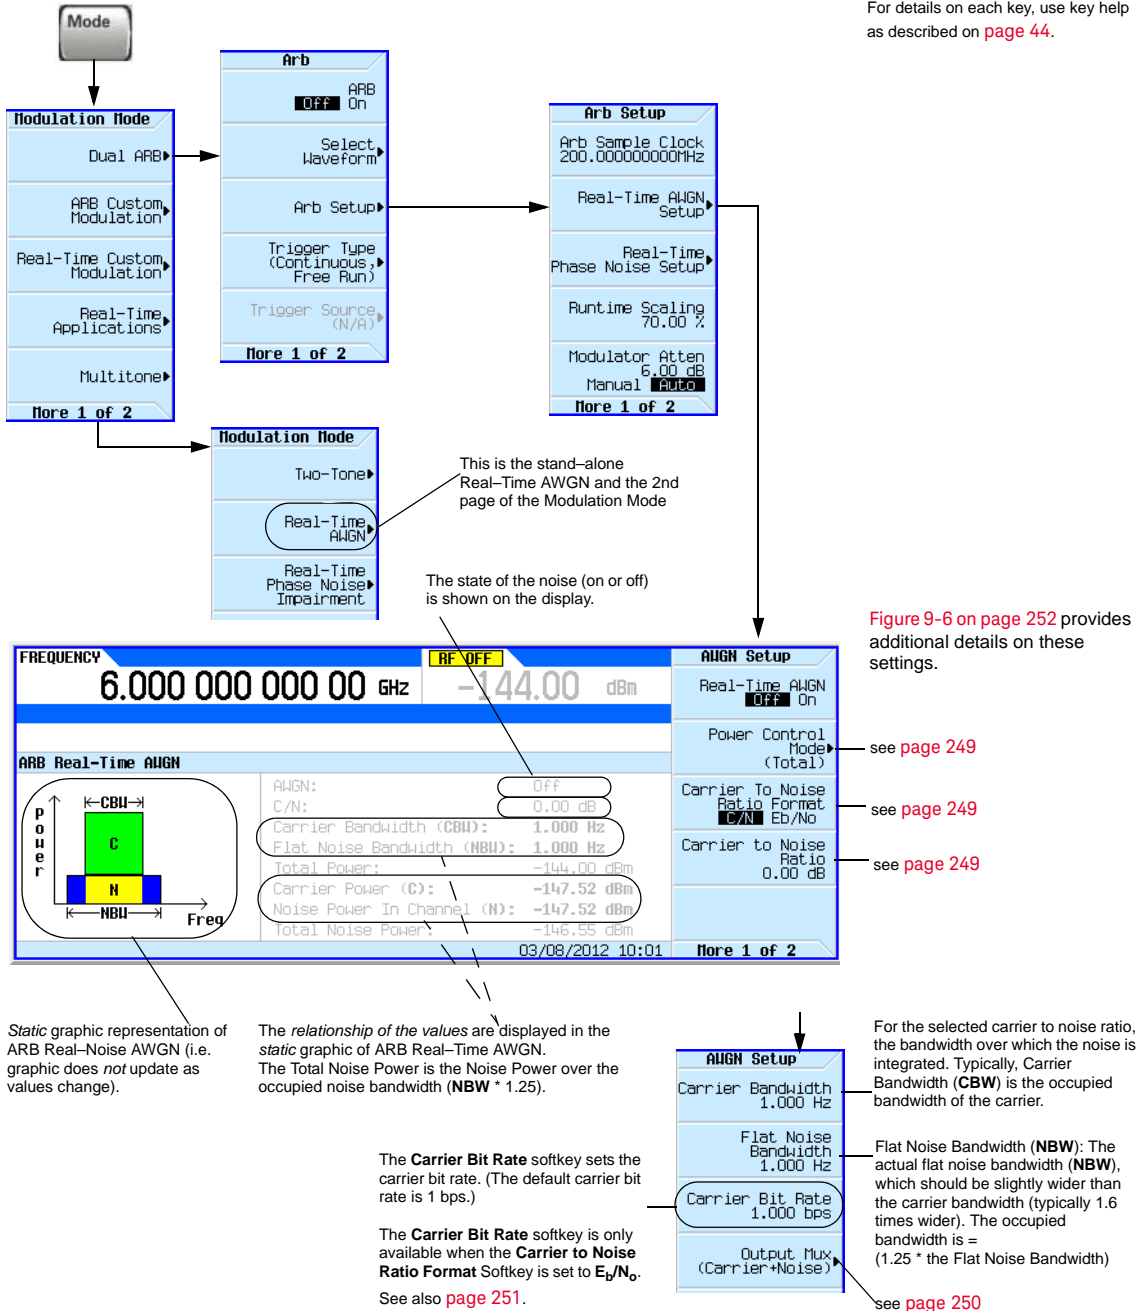 For details on each key, use key help
as described on page 44.
Mode
Modulation Mode
Dual ARB
ARB Custom
Modulation
Real-Time Custom
Modulation
Real-Time
Applications
Multitone
More 1 of 2
Arb
ARB
Off On
Select
Waveform
Arb Setup
Trigger Type
(Continuous,
Free Run)
Trigger Source
(N/A)
More 1 of 2
Arb Setup
Arb Sample Clock
200.000000000MHz
Real-Time AWGN
Setup
Real-Time
Phase Noise Setup
Runtime Scaling
70.00 %
Modulator Atten
6.00 dB
Manual Auto
More 1 of 2
Modulation Mode
Two-Tone
Real-Time
AWGN
Real-Time
Phase Noise
Impairment
This is the stand–alone
Real–Time AWGN and the 2nd
page of the Modulation Mode
The state of the noise (on or off)
is shown on the display.
Figure 9-6 on page 252 provides
additional details on these
settings.
FREQUENCY
6.000 000 000 00 GHz
RF OFF
-144.00 dBm
ARB Real-Time AWGN
Power
CBW
C
N
NBW
Freq
AWGN: Off
C/N: 0.00 dB
Carrier Bandwidth (CBW): 1.000 Hz
Flat Noise Bandwidth (NBW): 1.000 Hz
Total Power: -144.00 dBm
Carrier Power (C): -147.52 dBm
Noise Power In Channel (N): -147.52 dBm
Total Noise Power: -146.55 dBm
03/08/2012 10:01
AWGN Setup
Real-Time AWGN
Off On
Power Control
Mode
(Total)
Carrier To Noise
Ratio Format
C/N Eb/No
Carrier to Noise
Ratio
0.00 dB
More 1 of 2
see page 249
see page 249
see page 249
Static graphic representation of
ARB Real–Noise AWGN (i.e.
graphic does not update as
values change).
The relationship of the values are displayed in the
static graphic of ARB Real–Time AWGN.
The Total Noise Power is the Noise Power over the
occupied noise bandwidth (NBW * 1.25).
The Carrier Bit Rate softkey sets the
carrier bit rate. (The default carrier bit
rate is 1 bps.)
The Carrier Bit Rate softkey is only
available when the Carrier to Noise
Ratio Format Softkey is set to Eb/No.
See also page 251.
AWGN Setup
Carrier Bandwidth
1.000 Hz
Flat Noise
Bandwidth
1.000 Hz
Carrier Bit Rate
1.000 bps
Output Mux
(Carrier+Noise)
For the selected carrier to noise ratio,
the bandwidth over which the noise is
integrated. Typically, Carrier
Bandwidth (CBW) is the occupied
bandwidth of the carrier.
Flat Noise Bandwidth (NBW): The
actual flat noise bandwidth (NBW),
which should be slightly wider than
the carrier bandwidth (typically 1.6
times wider). The occupied
bandwidth is =
(1.25 * the Flat Noise Bandwidth)
see page 250